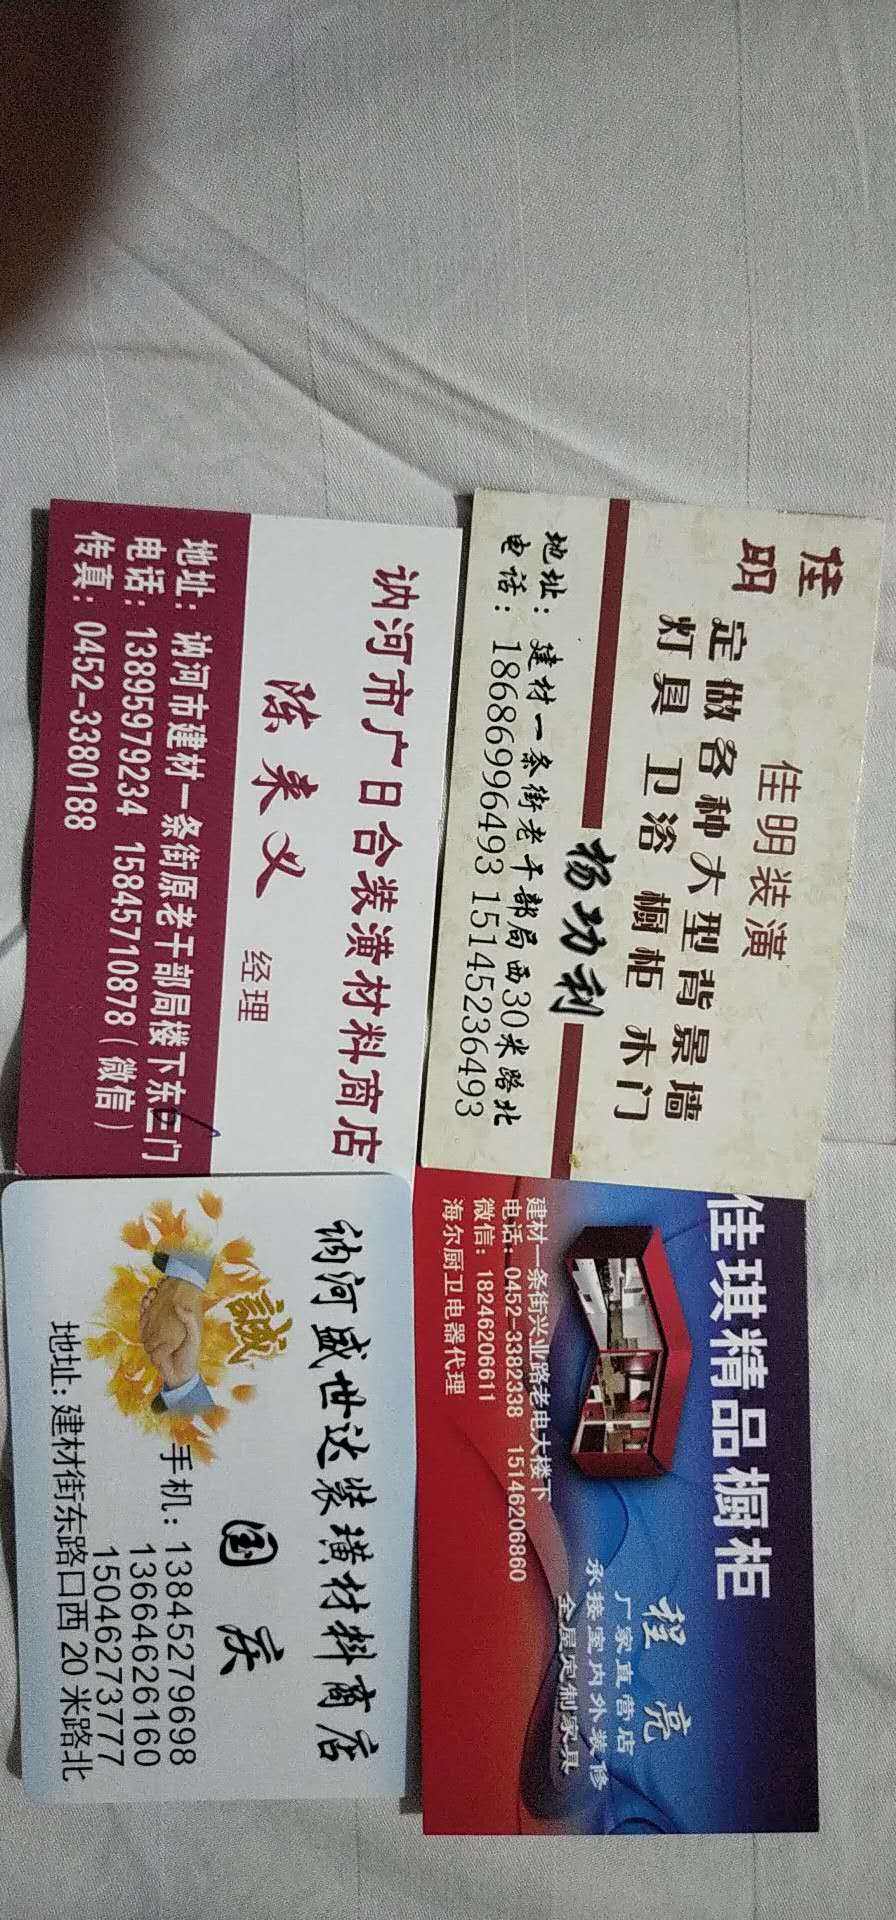 佳明
佳明装潢
定做各种大型背景墙
灯具 卫浴 橱柜 木门
杨功利
地址：建材一条街老干部局西30米路北
电话：18686996493 15145236493
佳琪精品橱柜
程亮
厂家直营店
承接室内外装修
全屋定制家具
建材一条街兴业路老电大楼下
电话：0452-3382338 15146206860
微信：18246206611
海尔厨卫电器代理
讷河市广日合装潢材料商店
陈来义 经理
地址：讷河市建材一条街原老干部局楼下东门
电话：13895979234 15845710878（微信）
传真：0452-3380188
讷河盛世达装潢材料商店
誠
国庆
手机：13845279698
13664626160
15046273777
地址：建材街东路口西20米路北